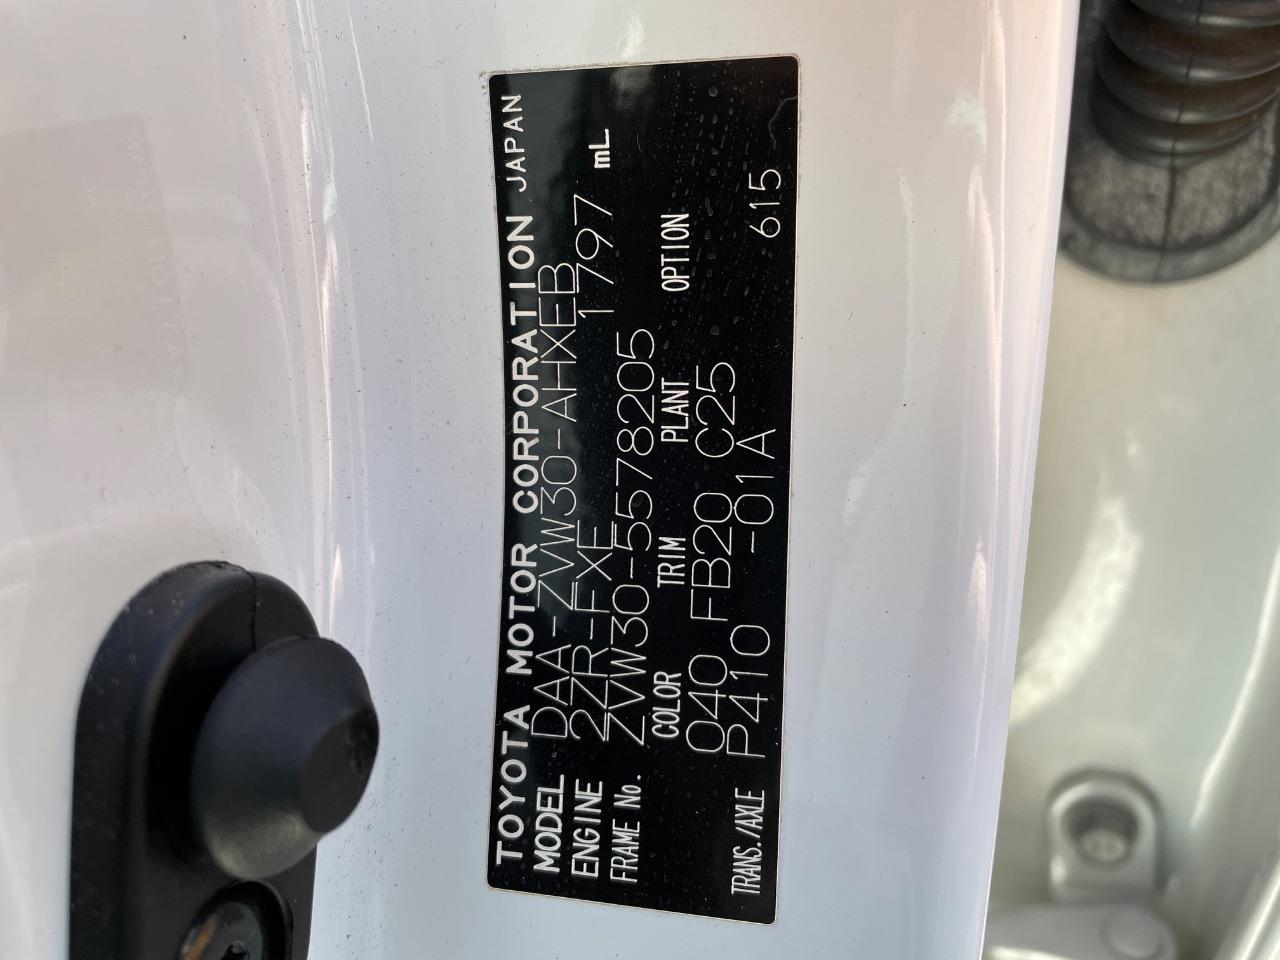 TOYOTA MOTOR CORPORATION JAPAN
MODEL DAA-ZVW30-AHXEB
ENGINE 2ZR-FXE 1797 mL
FRAME No. ZVW30-5578205
COLOR TRIM PLANT OPTION
040 FB20 C25
TRANS./AXLE P410 -01A 615